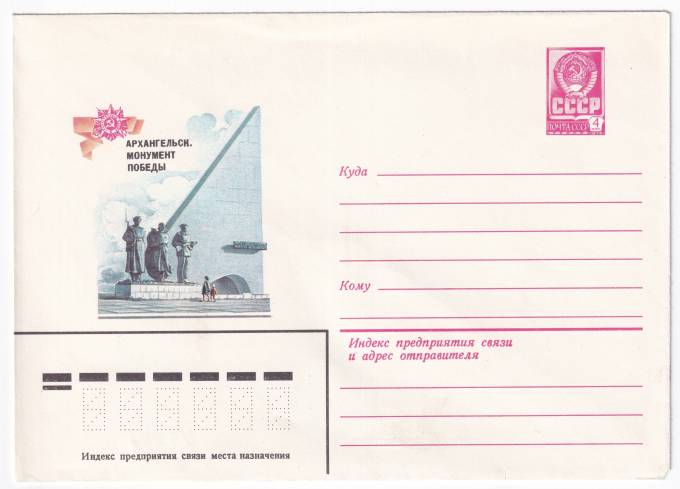 АРХАНГЕЛЬСК.
МОНУМЕНТ
ПОБЕДЫ
СССР
ПОЧТА СССР 4
Куда
Кому
Индекс предприятия связи
и адрес отправителя
Индекс предприятия связи места назначения